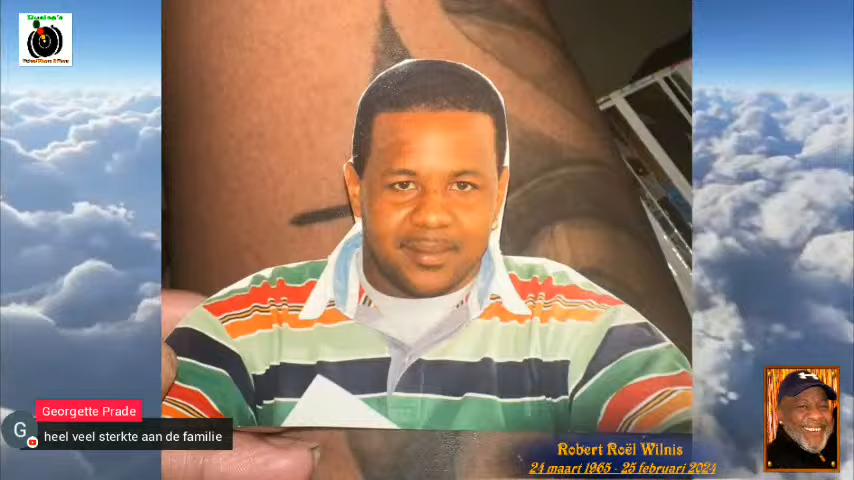 Georgette Prade
G
heel veel sterkte aan de familie
Robert Roël Wilnis
24 maart 1965 - 25 februari 2024